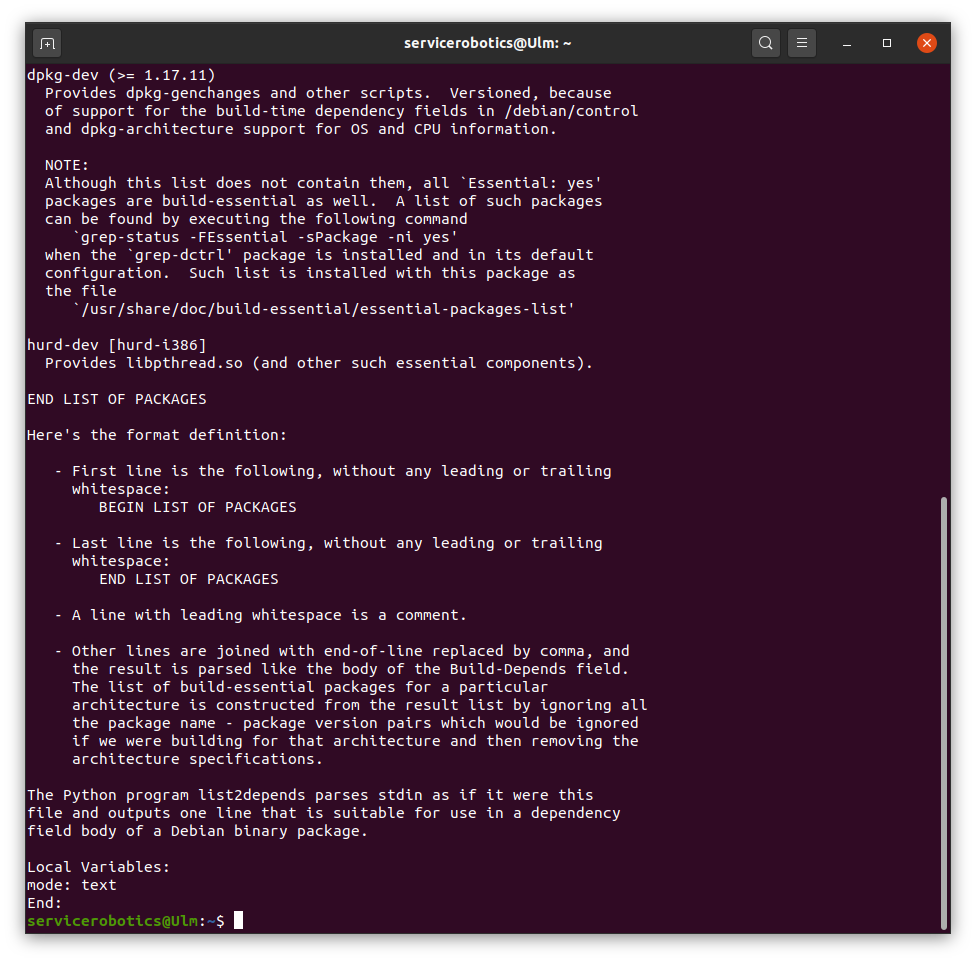 servicerobotics@Ulm: ~
dpkg-dev (>= 1.17.11)
  Provides dpkg-genchanges and other scripts.  Versioned, because
  of support for the build-time dependency fields in /debian/control
  and dpkg-architecture support for OS and CPU information.

  NOTE:
  Although this list does not contain them, all `Essential: yes'
  packages are build-essential as well.  A list of such packages
  can be found by executing the following command
     `grep-status -FEssential -sPackage -ni yes'
  when the `grep-dctrl' package is installed and in its default
  configuration.  Such list is installed with this package as
  the file
     `/usr/share/doc/build-essential/essential-packages-list'

hurd-dev [hurd-i386]
  Provides libpthread.so (and other such essential components).

END LIST OF PACKAGES

Here's the format definition:

   - First line is the following, without any leading or trailing
     whitespace:
        BEGIN LIST OF PACKAGES

   - Last line is the following, without any leading or trailing
     whitespace:
        END LIST OF PACKAGES

   - A line with leading whitespace is a comment.

   - Other lines are joined with end-of-line replaced by comma, and
     the result is parsed like the body of the Build-Depends field.
     The list of build-essential packages for a particular
     architecture is constructed from the result list by ignoring all
     the package name - package version pairs which would be ignored
     if we were building for that architecture and then removing the
     architecture specifications.

The Python program list2depends parses stdin as if it were this
file and outputs one line that is suitable for use in a dependency
field body of a Debian binary package.

Local Variables:
mode: text
End:
servicerobotics@Ulm:~$